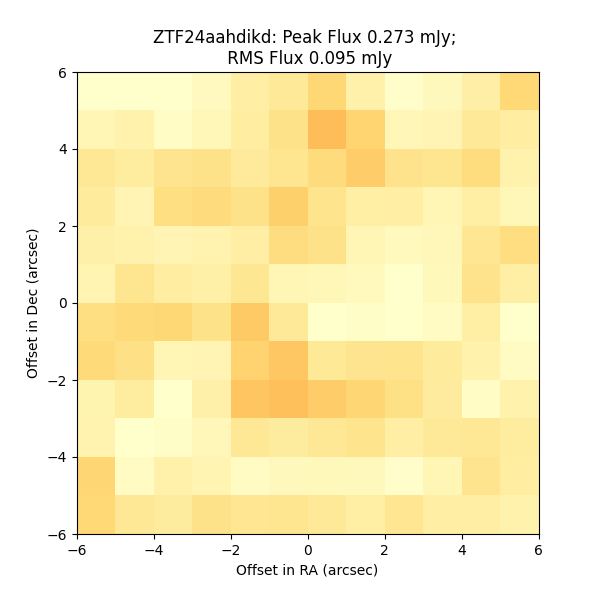 ZTF24aahdikd: Peak Flux 0.273 mJy;
RMS Flux 0.095 mJy
6
4
2
0
−2
−4
−6
Offset in Dec (arcsec)
−6 −4 −2 0 2 4 6
Offset in RA (arcsec)